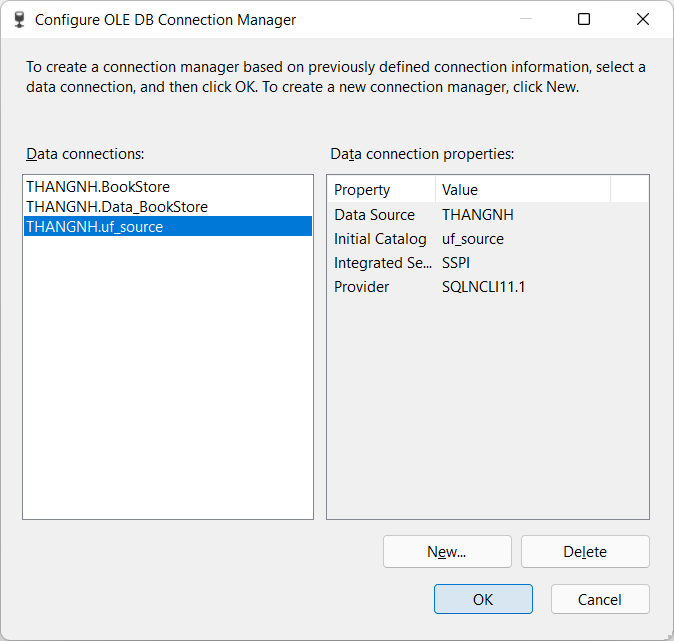 Configure OLE DB Connection Manager
To create a connection manager based on previously defined connection information, select a
data connection, and then click OK. To create a new connection manager, click New.
Data connections:
THANGNH.BookStore
THANGNH.Data_BookStore
THANGNH.uf_source
Data connection properties:
Property Value
Data Source THANGNH
Initial Catalog uf_source
Integrated Se... SSPI
Provider SQLNCLI11.1
New... Delete
OK Cancel